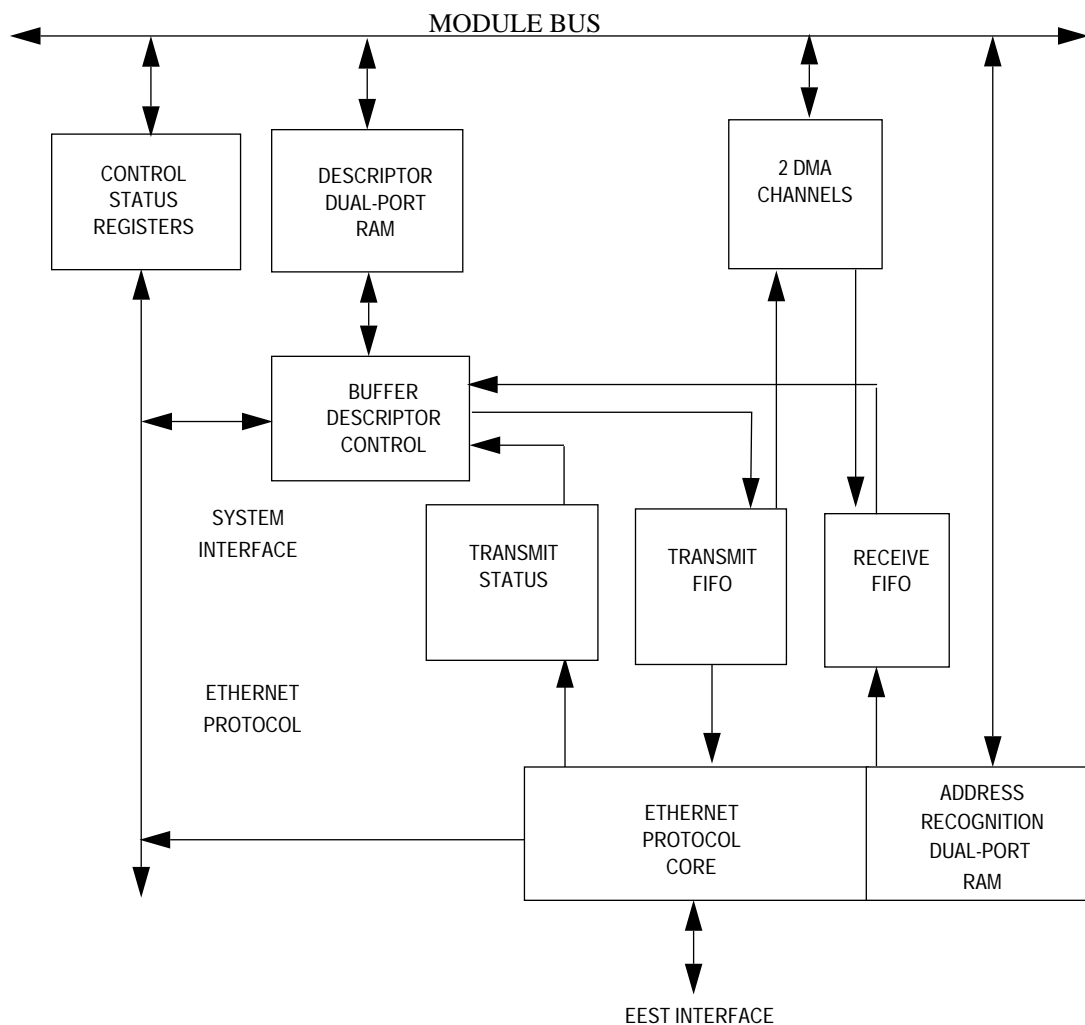 MODULE BUS
CONTROL
STATUS
REGISTERS
DESCRIPTOR
DUAL-PORT
RAM
2 DMA
CHANNELS
BUFFER
DESCRIPTOR
CONTROL
SYSTEM
INTERFACE
TRANSMIT
STATUS
TRANSMIT
FIFO
RECEIVE
FIFO
ETHERNET
PROTOCOL
ETHERNET
PROTOCOL
CORE
ADDRESS
RECOGNITION
DUAL-PORT
RAM
EEST INTERFACE